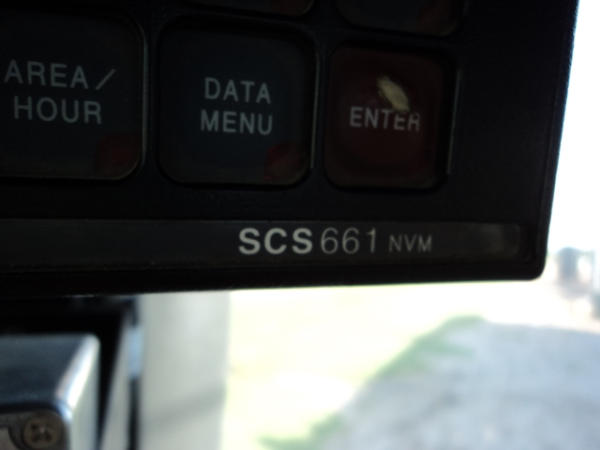 AREA/
HOUR
DATA
MENU
ENTER
SCS 661 NVM